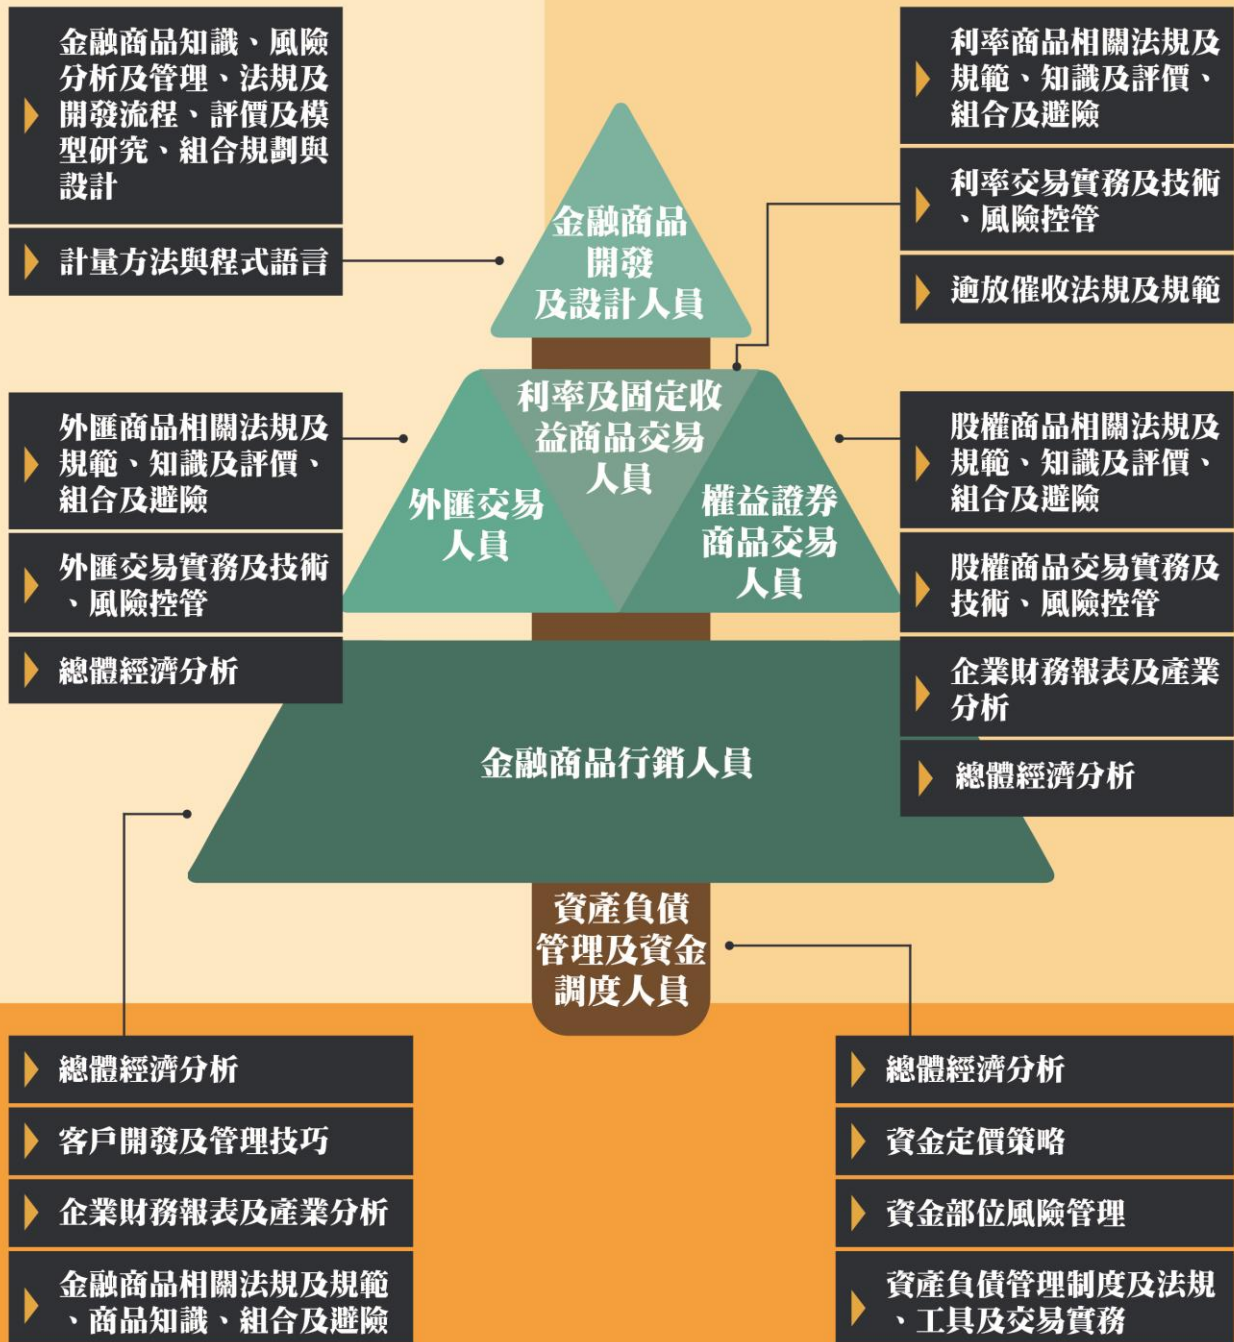 金融商品知識、風險
分析及管理、法規及
開發流程、評價及模
型研究、組合規劃與
設計
計量方法與程式語言
金融商品
開發
及設計人員
利率商品相關法規及
規範、知識及評價、
組合及避險
利率交易實務及技術
、風險控管
逾放催收法規及規範
外匯商品相關法規及
規範、知識及評價、
組合及避險
外匯交易實務及技術
、風險控管
總體經濟分析
外匯交易
人員
利率及固定收
益商品交易
人員
權益證券
商品交易
人員
股權商品相關法規及
規範、知識及評價、
組合及避險
股權商品交易實務及
技術、風險控管
企業財務報表及產業
分析
總體經濟分析
金融商品行銷人員
資產負債
管理及資金
調度人員
總體經濟分析
客戶開發及管理技巧
企業財務報表及產業分析
金融商品相關法規及規範
、商品知識、組合及避險
總體經濟分析
資金定價策略
資金部位風險管理
資產負債管理制度及法規
、工具及交易實務